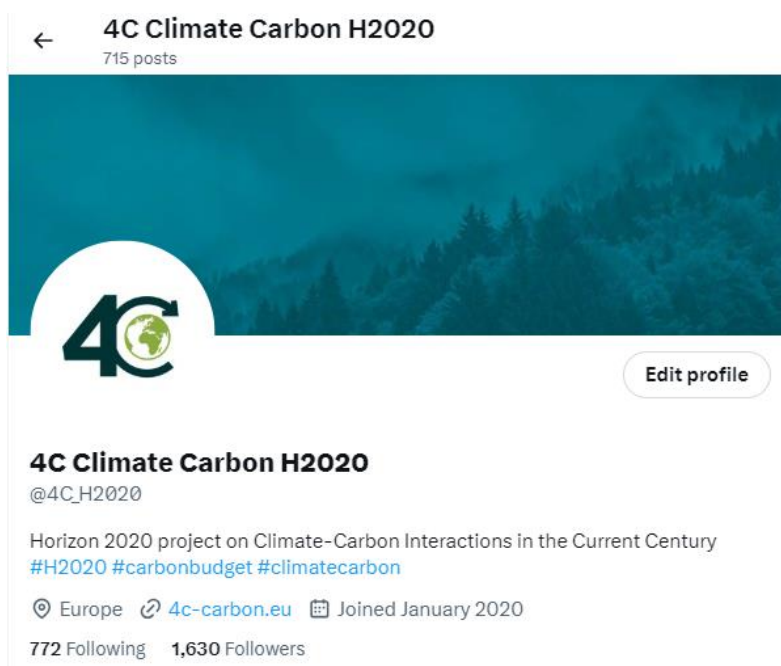 4C Climate Carbon H2020
715 posts
4C
Edit profile
4C Climate Carbon H2020
@4C_H2020
Horizon 2020 project on Climate-Carbon Interactions in the Current Century
#H2020 #carbonbudget #climatecarbon
Europe 4c-carbon.eu Joined January 2020
772 Following 1,630 Followers